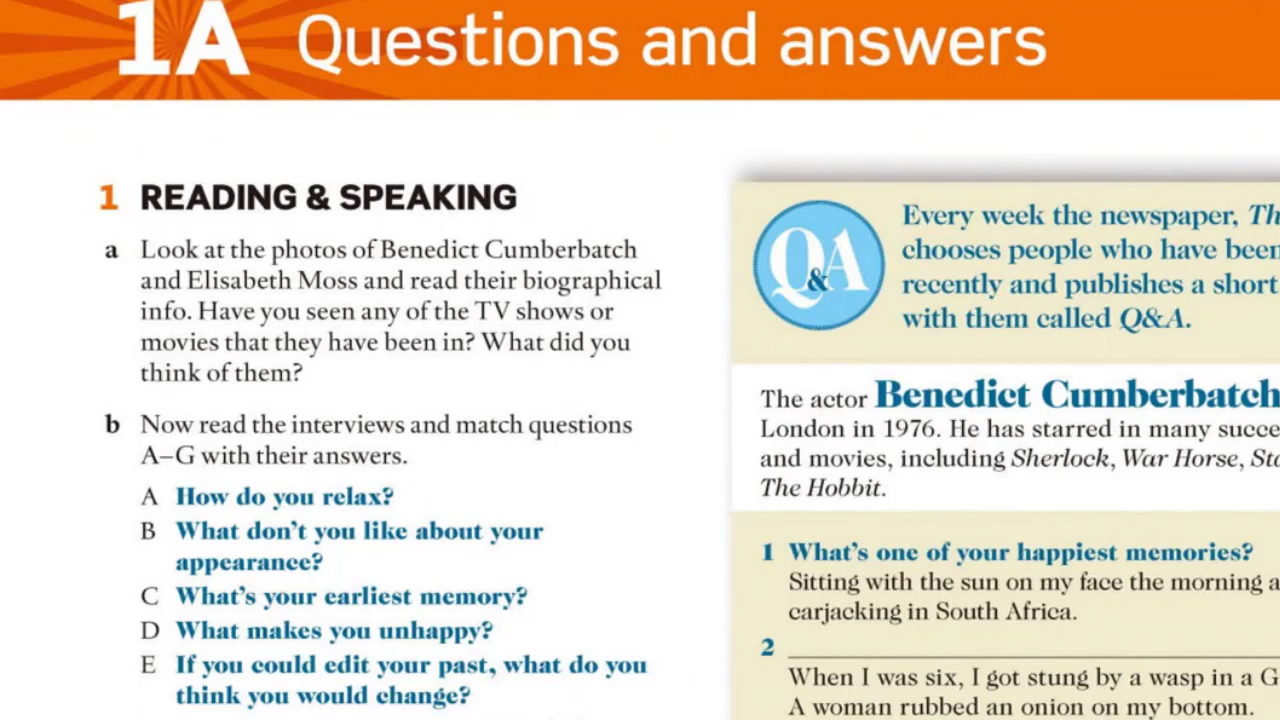 1A Questions and answers
1 READING & SPEAKING
a Look at the photos of Benedict Cumberbatch
and Elisabeth Moss and read their biographical
info. Have you seen any of the TV shows or
movies that they have been in? What did you
think of them?
b Now read the interviews and match questions
A–G with their answers.
A How do you relax?
B What don't you like about your
appearance?
C What's your earliest memory?
D What makes you unhappy?
E If you could edit your past, what do you
think you would change?
Q&A
Every week the newspaper,
chooses people who have been
recently and publishes a short
with them called Q&A.
The actor Benedict Cumberbatch
London in 1976. He has starred in many
and movies, including Sherlock, War Horse,
The Hobbit.
1 What's one of your happiest memories?
Sitting with the sun on my face the morning
carjacking in South Africa.
2
When I was six, I got stung by a wasp in a
A woman rubbed an onion on my bottom.